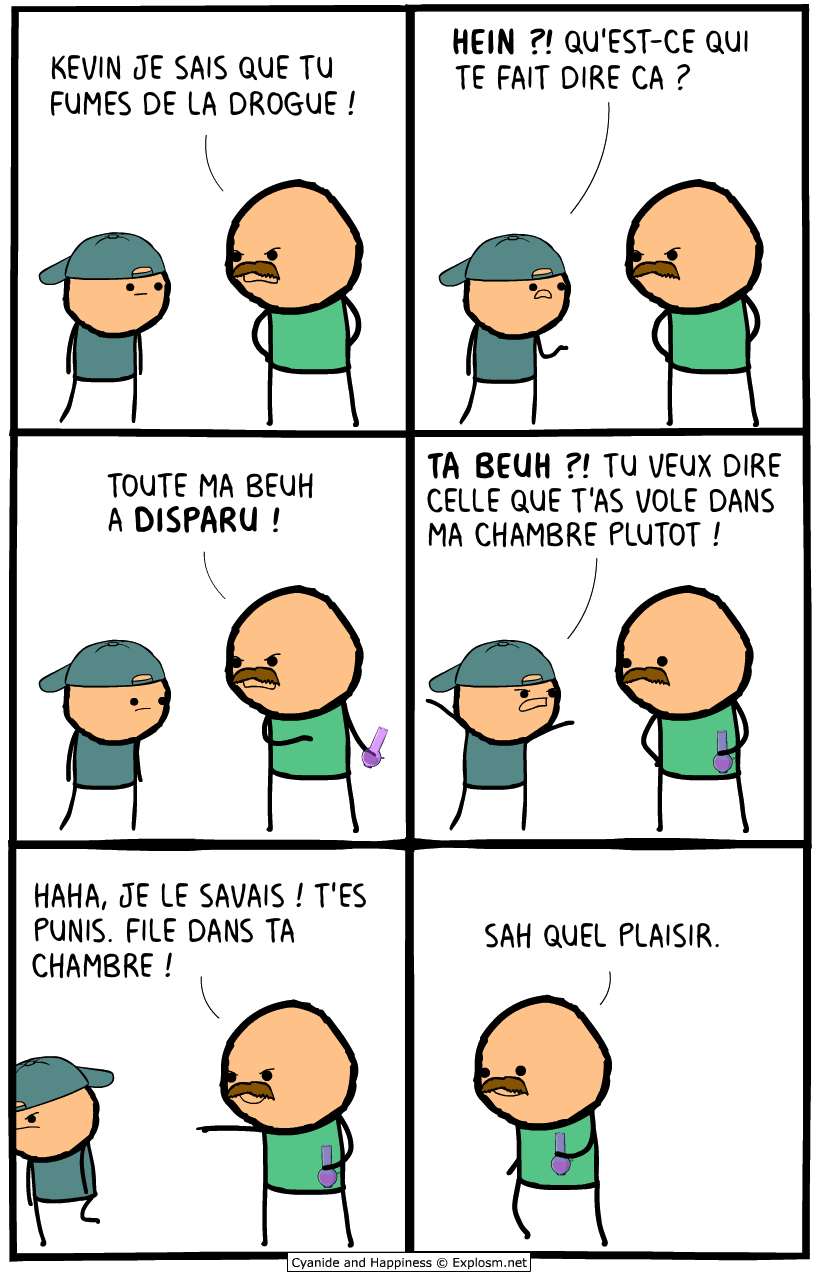 KEVIN JE SAIS QUE TU
FUMES DE LA DROGUE !
HEIN ?! QU'EST-CE QUI
TE FAIT DIRE CA ?
TOUTE MA BEUH
A DISPARU !
TA BEUH ?! TU VEUX DIRE
CELLE QUE T'AS VOLE DANS
MA CHAMBRE PLUTOT !
HAHA, JE LE SAVAIS ! T'ES
PUNIS. FILE DANS TA
CHAMBRE !
SAH QUEL PLAISIR.
Cyanide and Happiness © Explosm.net